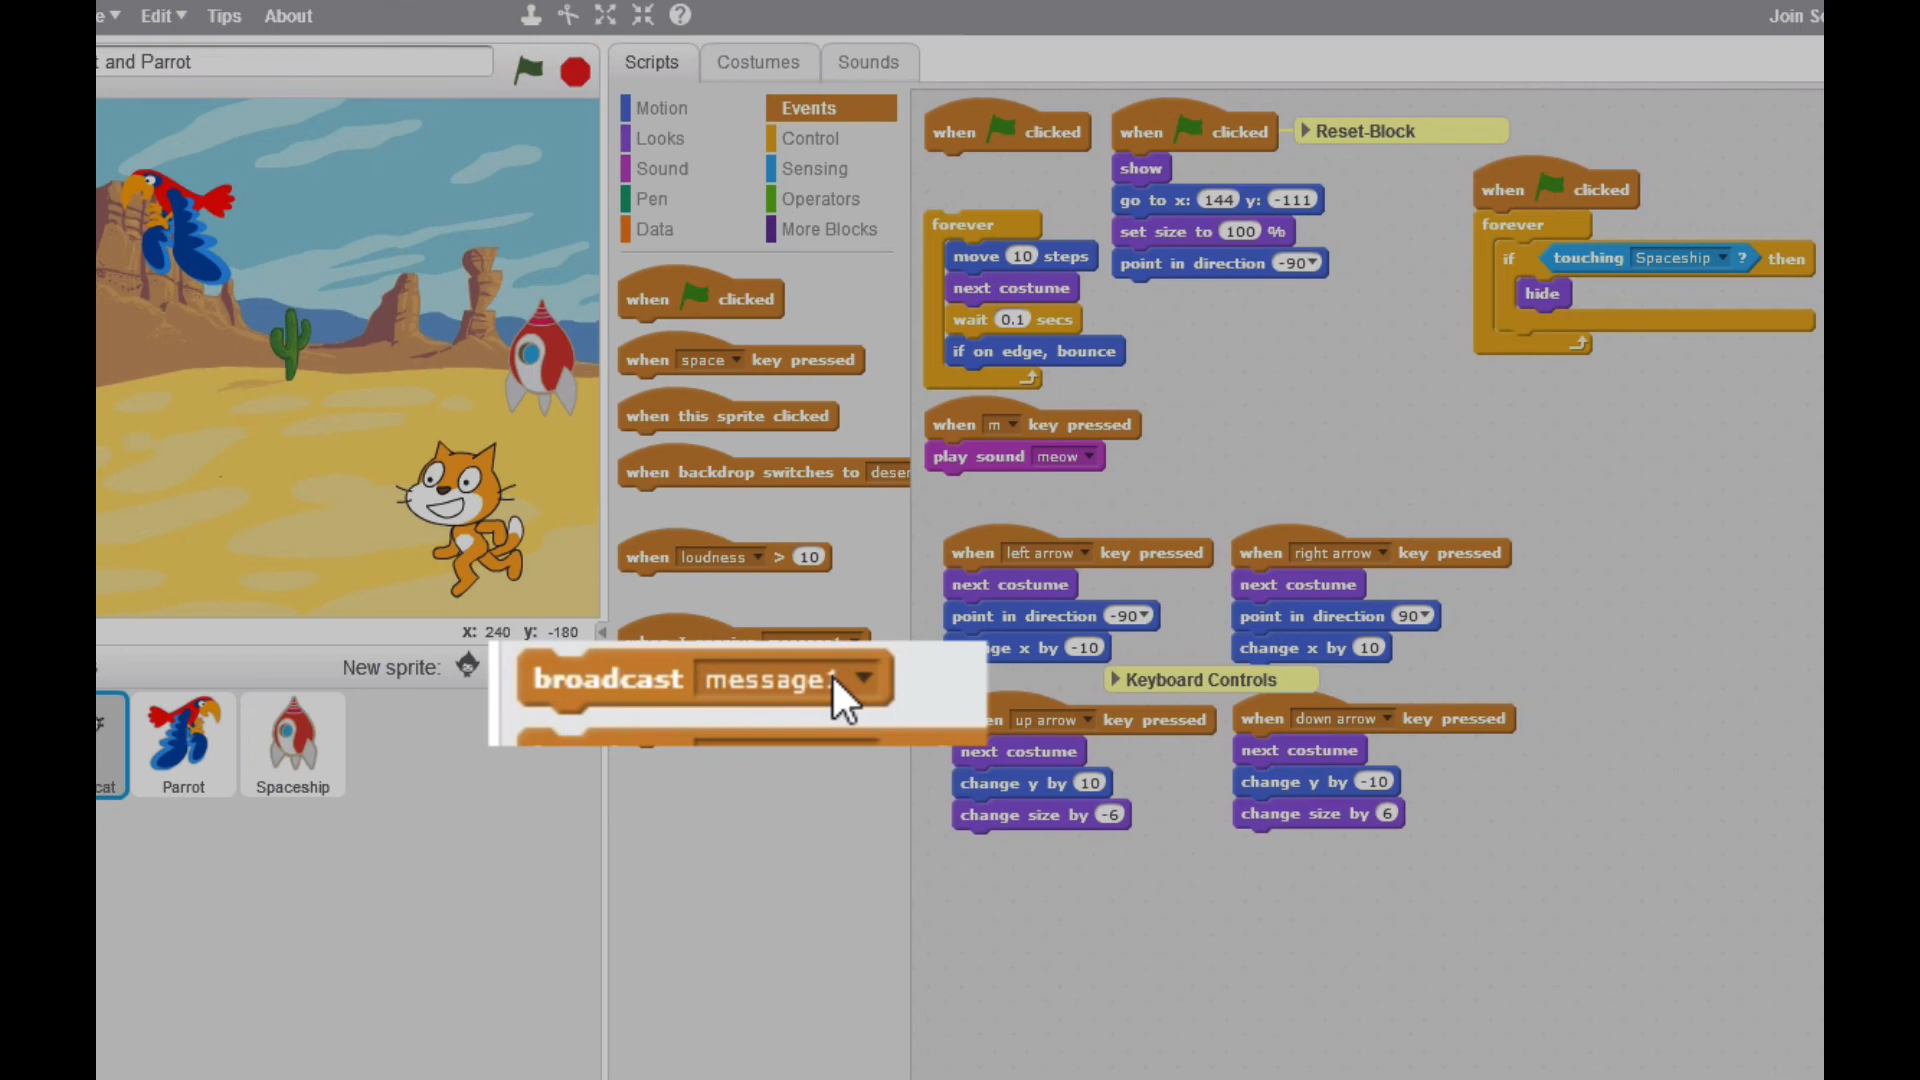 e Edit Tips About Join Sc
t and Parrot
Scripts Costumes Sounds
Motion Events
Looks Control
Sound Sensing
Pen Operators
Data More Blocks
when clicked
when space key pressed
when this sprite clicked
when backdrop switches to deser
when loudness > 10
broadcast message1
when clicked
forever
move 10 steps
next costume
wait 0.1 secs
if on edge, bounce
when m key pressed
play sound meow
when clicked
Reset-Block
show
go to x: 144 y: -111
set size to 100 %
point in direction -90
when clicked
forever
if touching Spaceship ? then
hide
when left arrow key pressed
next costume
point in direction -90
change x by -10
when right arrow key pressed
next costume
point in direction 90
change x by 10
Keyboard Controls
en up arrow key pressed
next costume
change y by 10
change size by -6
when down arrow key pressed
next costume
change y by -10
change size by 6
x: 240 y: -180
New sprite:
cat Parrot Spaceship